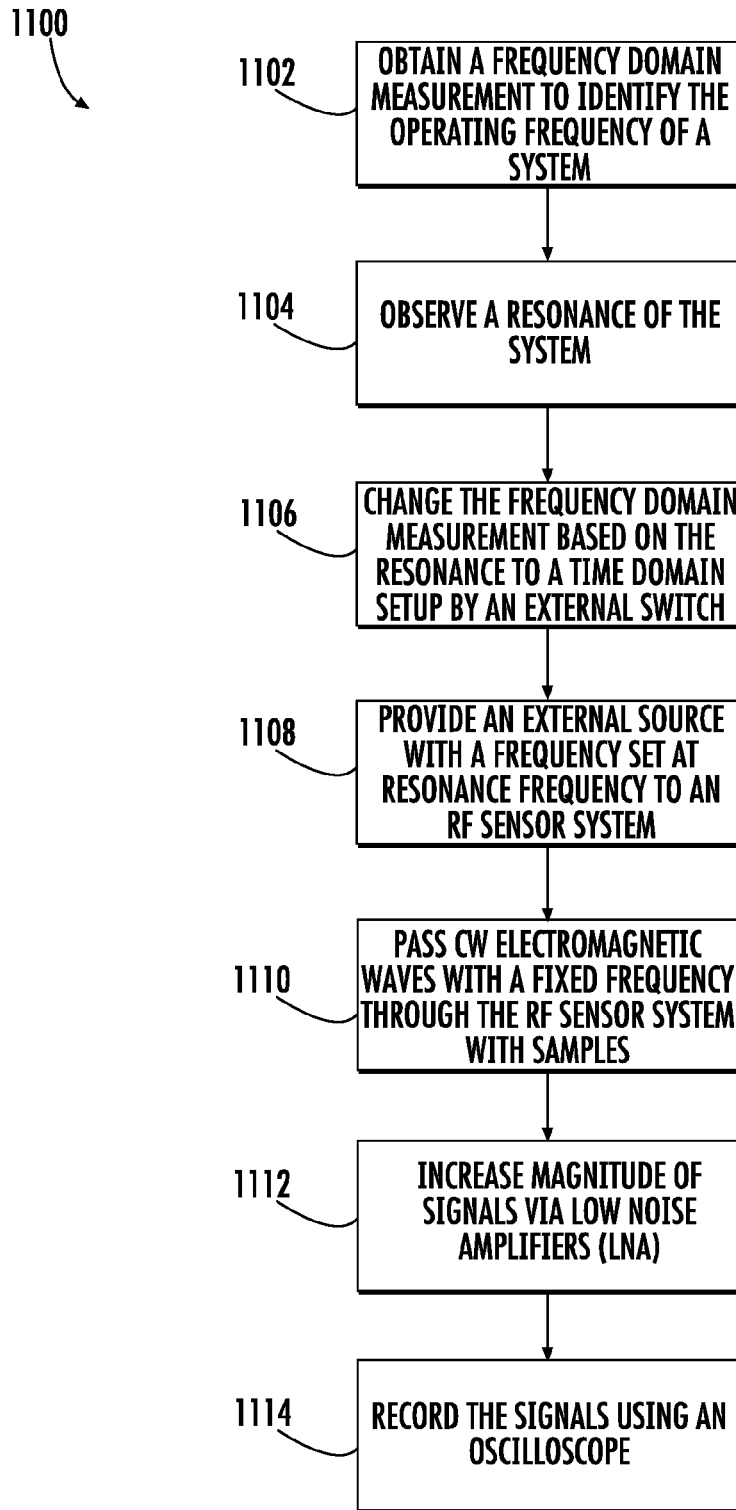 1100
1102
OBTAIN A FREQUENCY DOMAIN
MEASUREMENT TO IDENTIFY THE
OPERATING FREQUENCY OF A
SYSTEM
1104
OBSERVE A RESONANCE OF THE
SYSTEM
1106
CHANGE THE FREQUENCY DOMAIN
MEASUREMENT BASED ON THE
RESONANCE TO A TIME DOMAIN
SETUP BY AN EXTERNAL SWITCH
1108
PROVIDE AN EXTERNAL SOURCE
WITH A FREQUENCY SET AT
RESONANCE FREQUENCY TO AN
RF SENSOR SYSTEM
1110
PASS CW ELECTROMAGNETIC
WAVES WITH A FIXED FREQUENCY
THROUGH THE RF SENSOR SYSTEM
WITH SAMPLES
1112
INCREASE MAGNITUDE OF
SIGNALS VIA LOW NOISE
AMPLIFIERS (LNA)
1114
RECORD THE SIGNALS USING AN
OSCILLOSCOPE